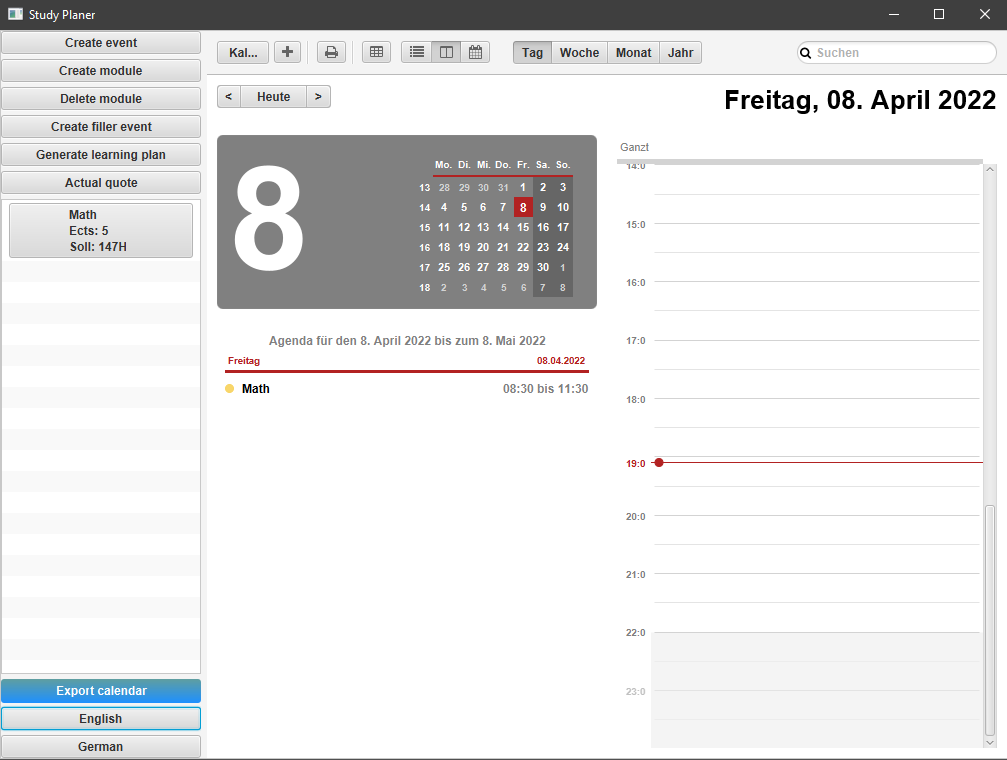 Study Planer
Create event
Create module
Delete module
Create filler event
Generate learning plan
Actual quote
Math
Ects: 5
Soll: 147H
Export calendar
English
German
Kal...
Tag Woche Monat Jahr
Suchen
< Heute >
Freitag, 08. April 2022
8
Mo. Di. Mi. Do. Fr. Sa. So.
13 28 29 30 31 1 2 3
14 4 5 6 7 8 9 10
15 11 12 13 14 15 16 17
16 18 19 20 21 22 23 24
17 25 26 27 28 29 30 1
18 2 3 4 5 6 7 8
Agenda für den 8. April 2022 bis zum 8. Mai 2022
Freitag 08.04.2022
Math 08:30 bis 11:30
Ganzt
14:0
15:0
16:0
17:0
18:0
19:0
20:0
21:0
22:0
23:0